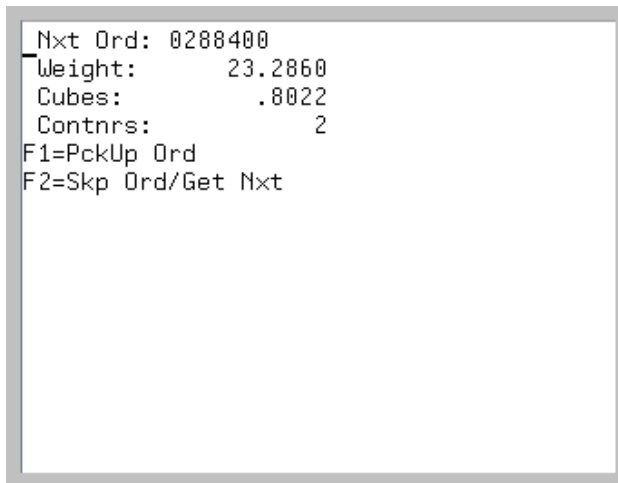 Nxt Ord: 0288400
Weight: 23.2860
Cubes: .8022
Contnrs: 2
F1=PckUp Ord
F2=Skp Ord/Get Nxt